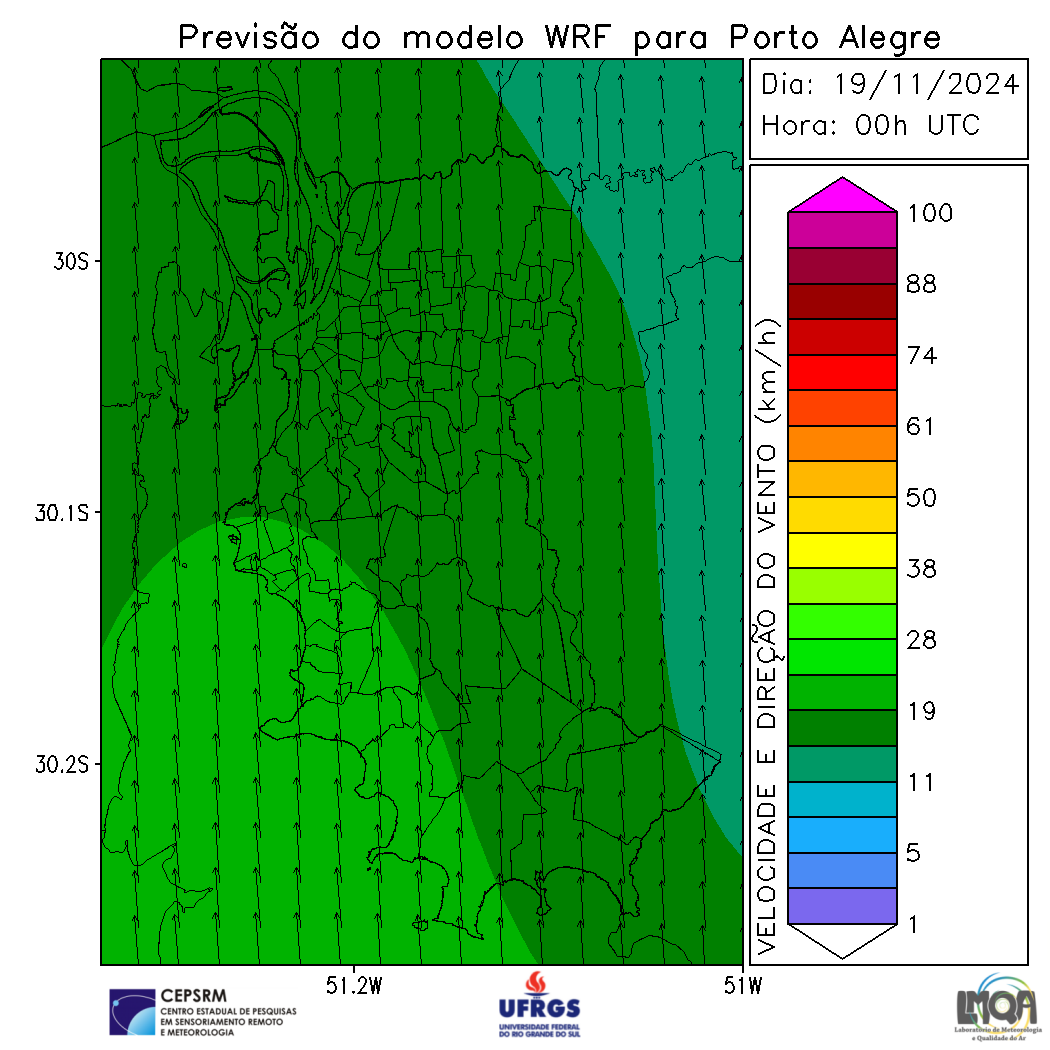 Previsão do modelo WRF para Porto Alegre
Dia: 19/11/2024
Hora: 00h UTC
30S
30.1S
30.2S
51.2W
51W
VELOCIDADE E DIREÇÃO DO VENTO (km/h)
100
88
74
61
50
38
28
19
11
5
1
CEPSRM
CENTRO ESTADUAL DE PESQUISAS
EM SENSORIAMENTO REMOTO
E METEOROLOGIA
UFRGS
UNIVERSIDADE FEDERAL
DO RIO GRANDE DO SUL
LMQA
Laboratório de Meteorologia
e Qualidade do Ar